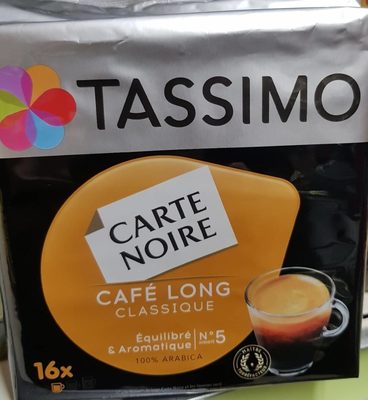 TASSIMO
CARTE
NOIRE
CAFÉ LONG
CLASSIQUE
Équilibré
& Aromatique
N°5
100% ARABICA
16x